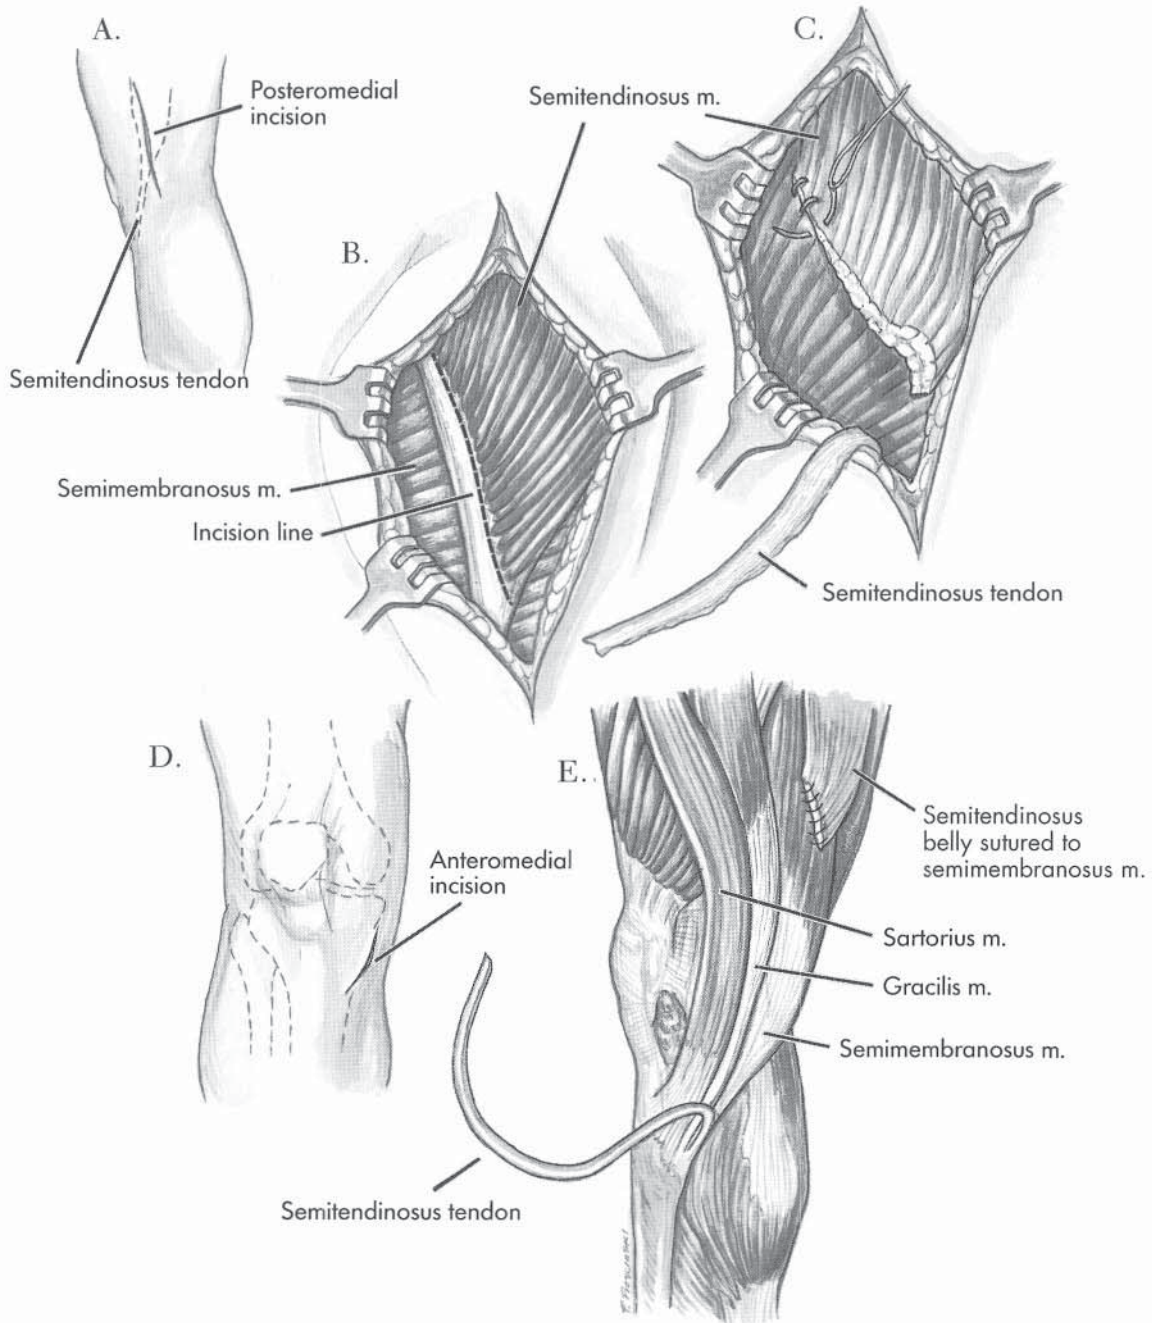 A.
Posteromedial
incision
Semitendinosus tendon
B.
Semitendinosus m.
C.
Semimembranosus m.
Incision line
Semitendinosus tendon
D.
Anteromedial
incision
E.
Semitendinosus
belly sutured to
semimembranosus m.
Sartorius m.
Gracilis m.
Semimembranosus m.
Semitendinosus tendon